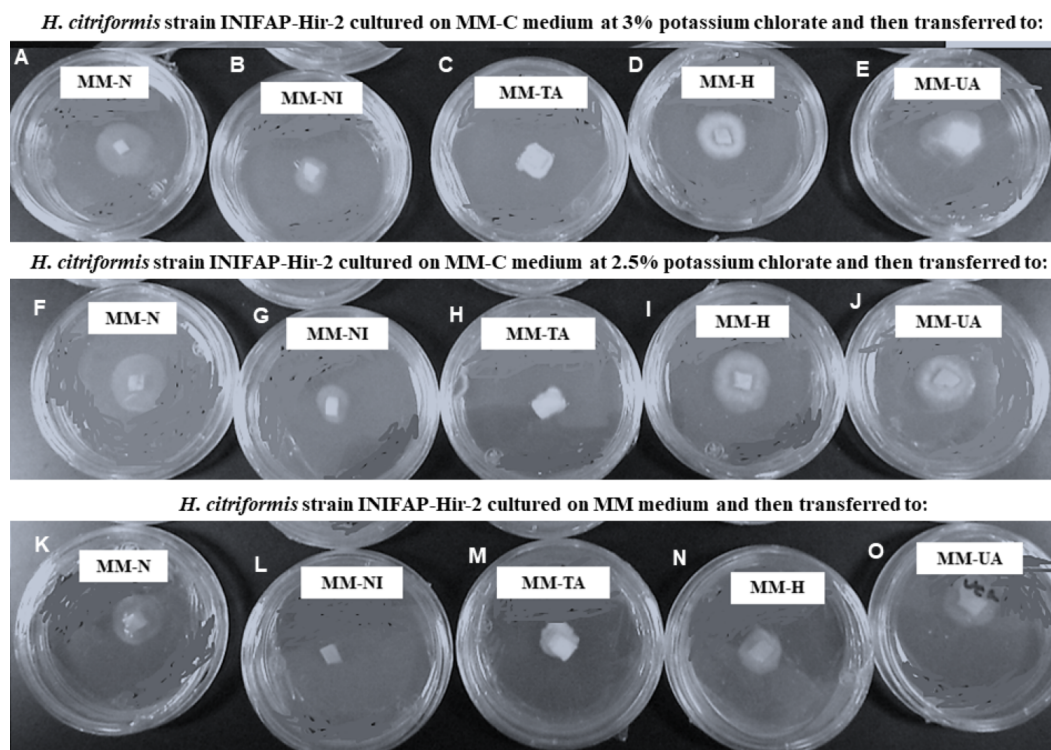 H. citriformis strain INIFAP-Hir-2 cultured on MM-C medium at 3% potassium chlorate and then transferred to:
A B C D E
MM-N MM-NI MM-TA MM-H MM-UA
H. citriformis strain INIFAP-Hir-2 cultured on MM-C medium at 2.5% potassium chlorate and then transferred to:
F G H I J
MM-N MM-NI MM-TA MM-H MM-UA
H. citriformis strain INIFAP-Hir-2 cultured on MM medium and then transferred to:
K L M N O
MM-N MM-NI MM-TA MM-H MM-UA